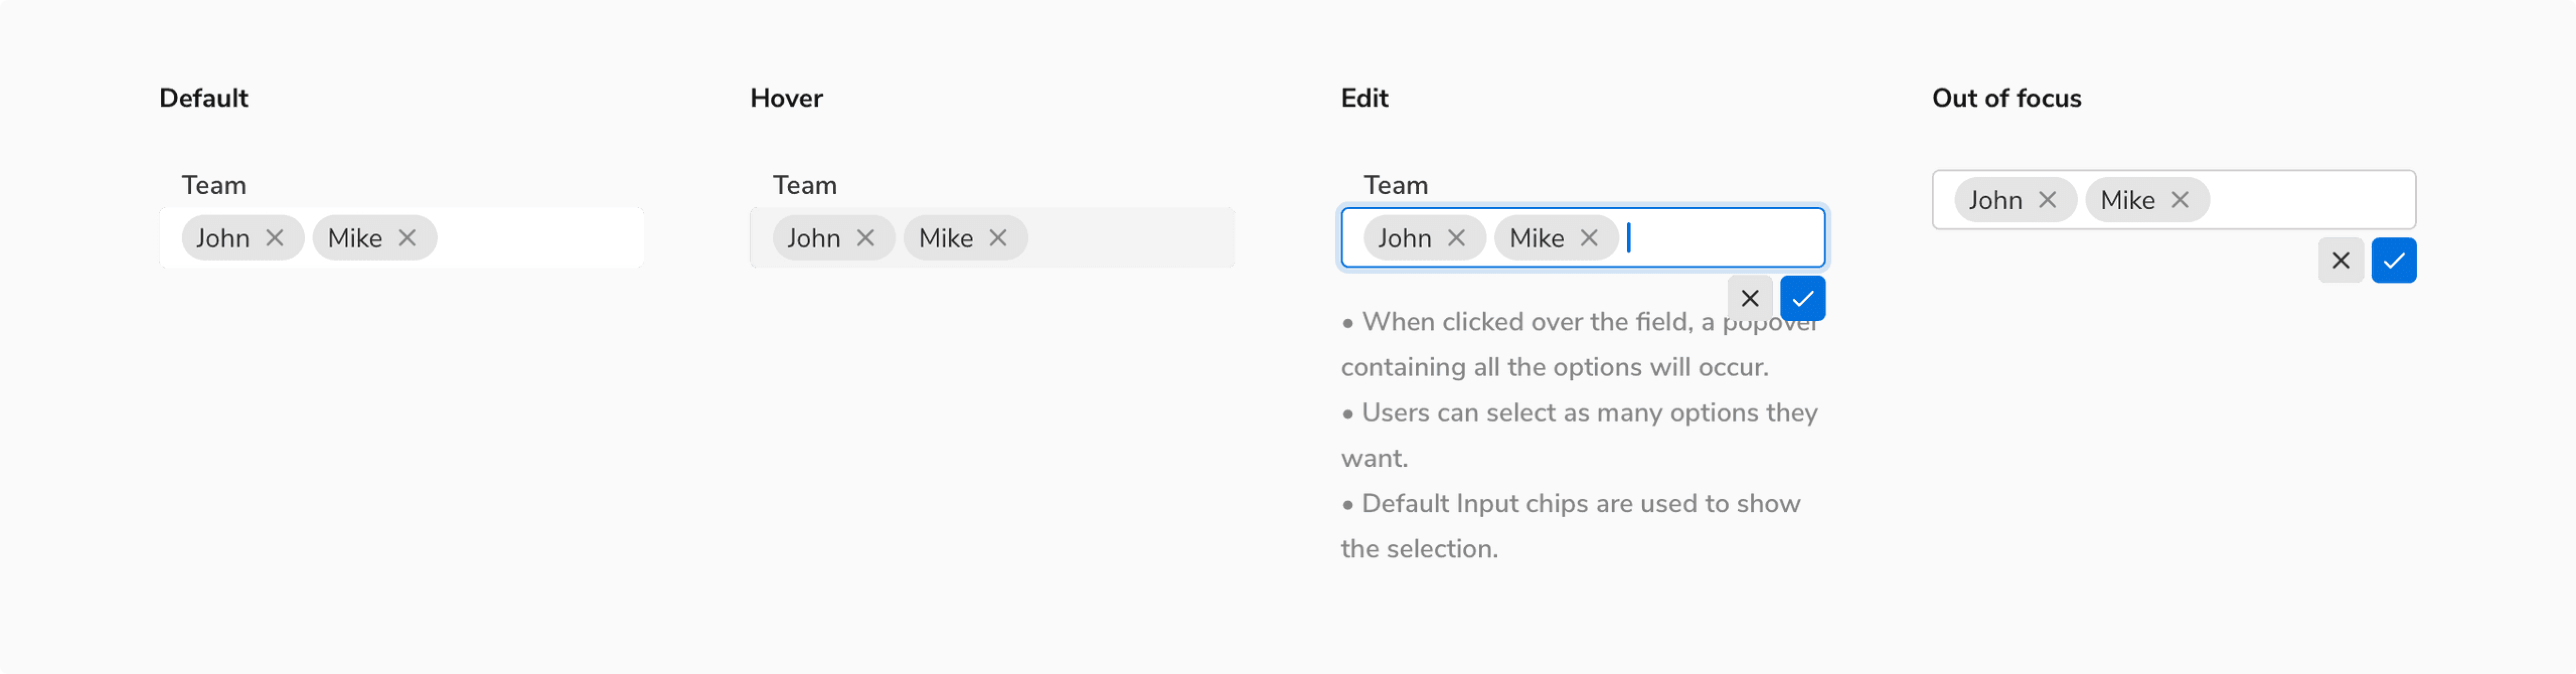 Default
Team
John Mike
Hover
Team
John Mike
Edit
Team
John Mike
• When clicked over the field, a popover
containing all the options will occur.
• Users can select as many options they
want.
• Default Input chips are used to show
the selection.
Out of focus
John Mike